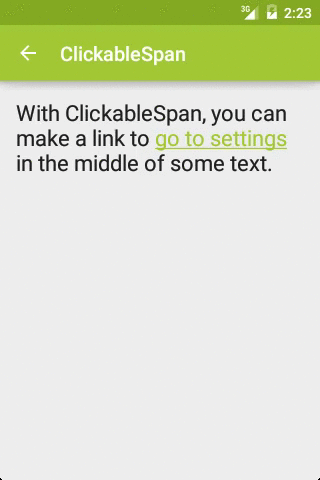 3G 2:23
ClickableSpan
With ClickableSpan, you can
make a link to go to settings
in the middle of some text.